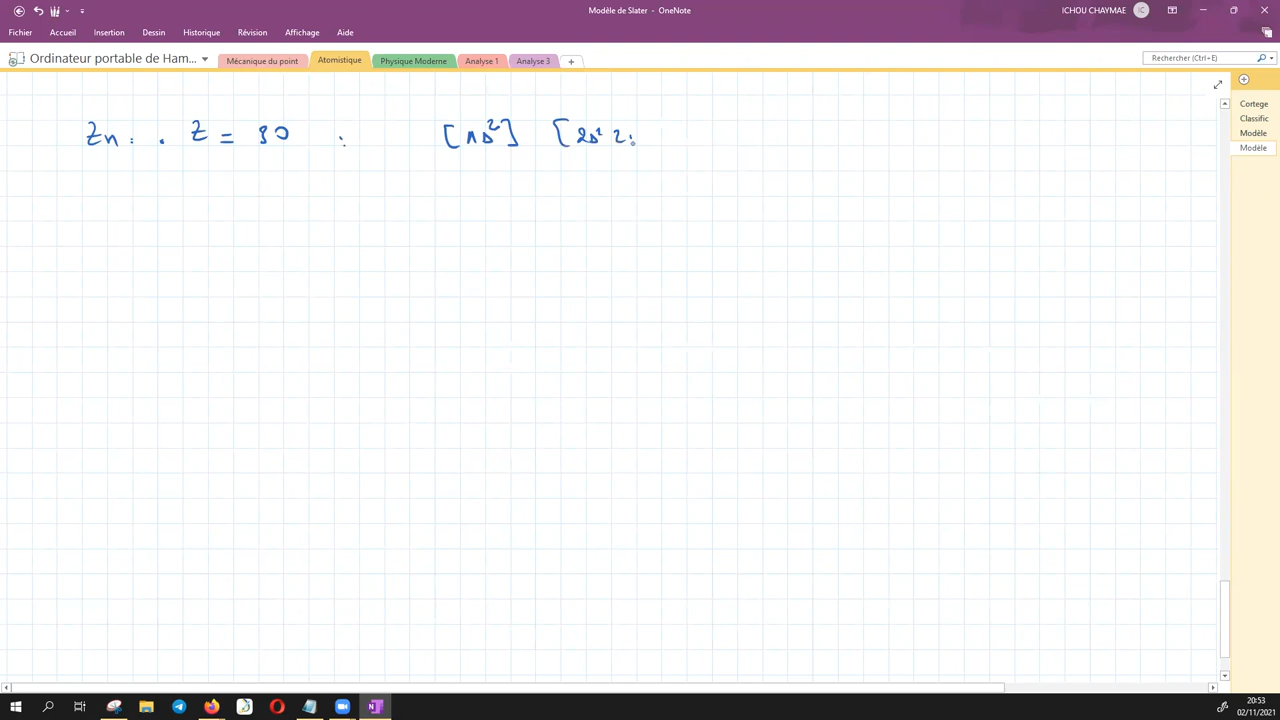 Modèle de Slater - OneNote
ICHOU CHAYMAE IC
Fichier Accueil Insertion Dessin Historique Révision Affichage Aide
Ordinateur portable de Ham...
Mécanique du point Atomistique Physique Moderne Analyse 1 Analyse 3 +
Rechercher (Ctrl+E)
Cortege
Classific
Modèle
Modèle
Zn : . Z = 30 : [1s²] [2s² 2
20:53
02/11/2021